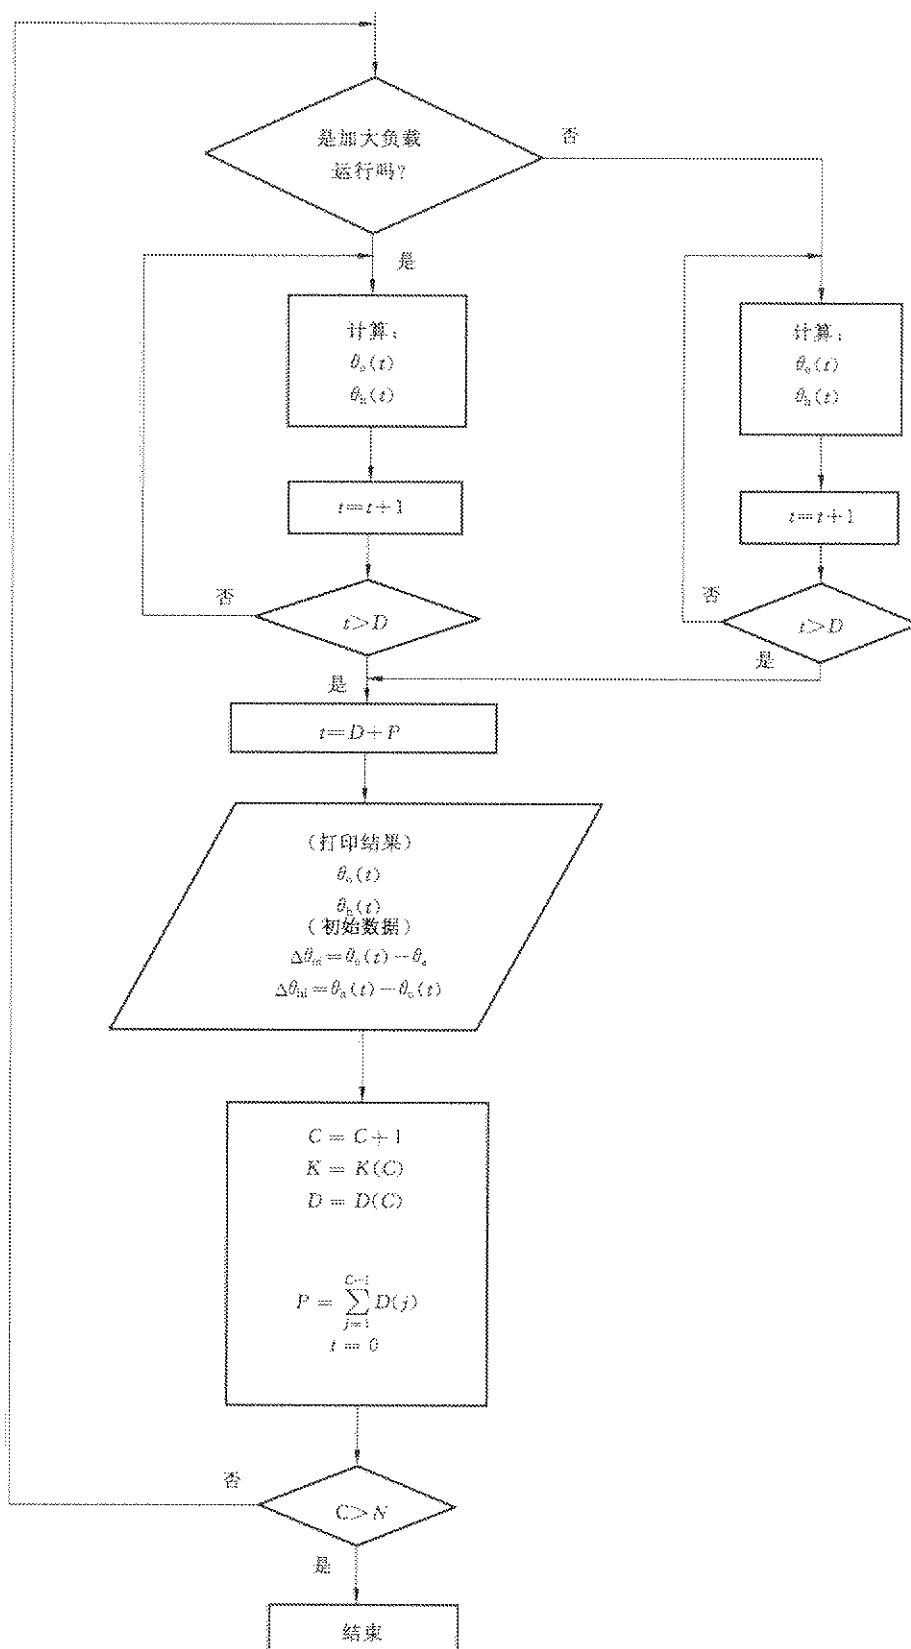 是加大负载
运行吗?
否
是
计算:
θₒ(t)
θₕ(t)
t=t+1
否
t>D
是
计算:
θₒ(t)
θₕ(t)
t=t+1
否
t>D
是
t=D+P
(打印结果)
θₒ(t)
θₕ(t)
(初始数据)
Δθₒᵢ=θₒ(t)-θₐ
Δθₕᵢ=θₕ(t)-θₒ(t)
C = C+1
K = K(C)
D = D(C)
P = ∑_{j=1}^{C-1} D(j)
t = 0
否
C>N
是
结束